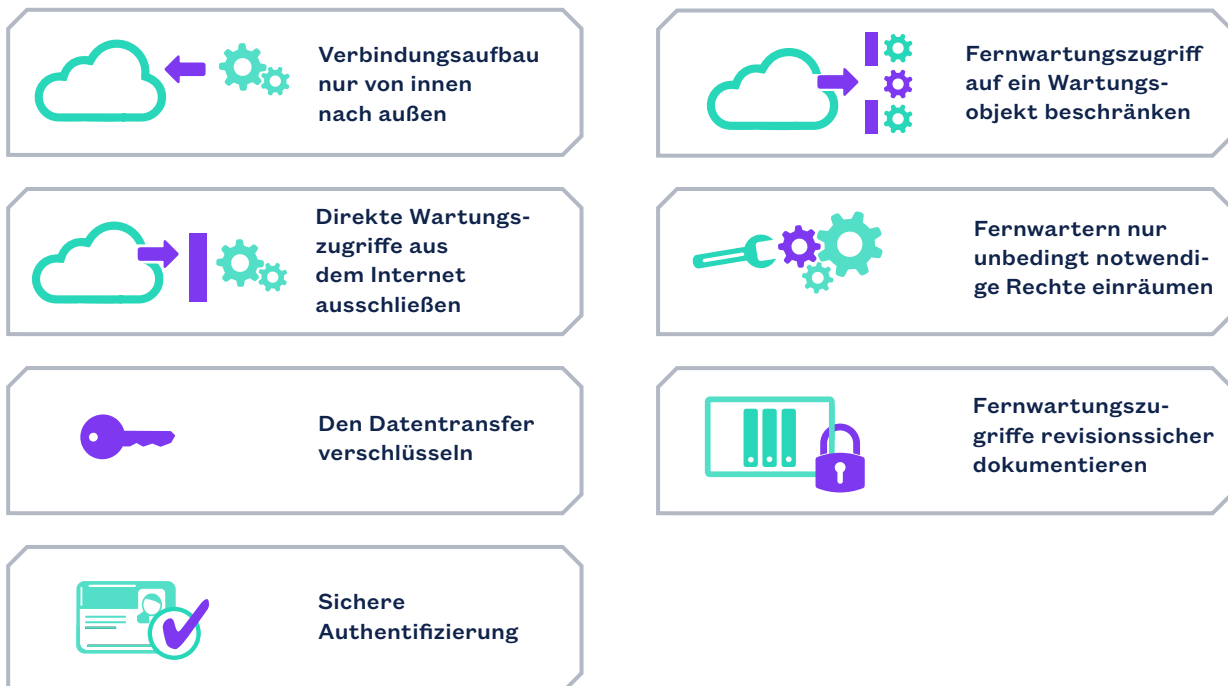 Verbindungsaufbau
nur von innen
nach außen
Direkte Wartungs-
zugriffe aus
dem Internet
ausschließen
Den Datentransfer
verschlüsseln
Sichere
Authentifizierung
Fernwartungszugriff
auf ein Wartungs-
objekt beschränken
Fernwartern nur
unbedingt notwendi-
ge Rechte einräumen
Fernwartungszu-
griffe revisionssicher
dokumentieren